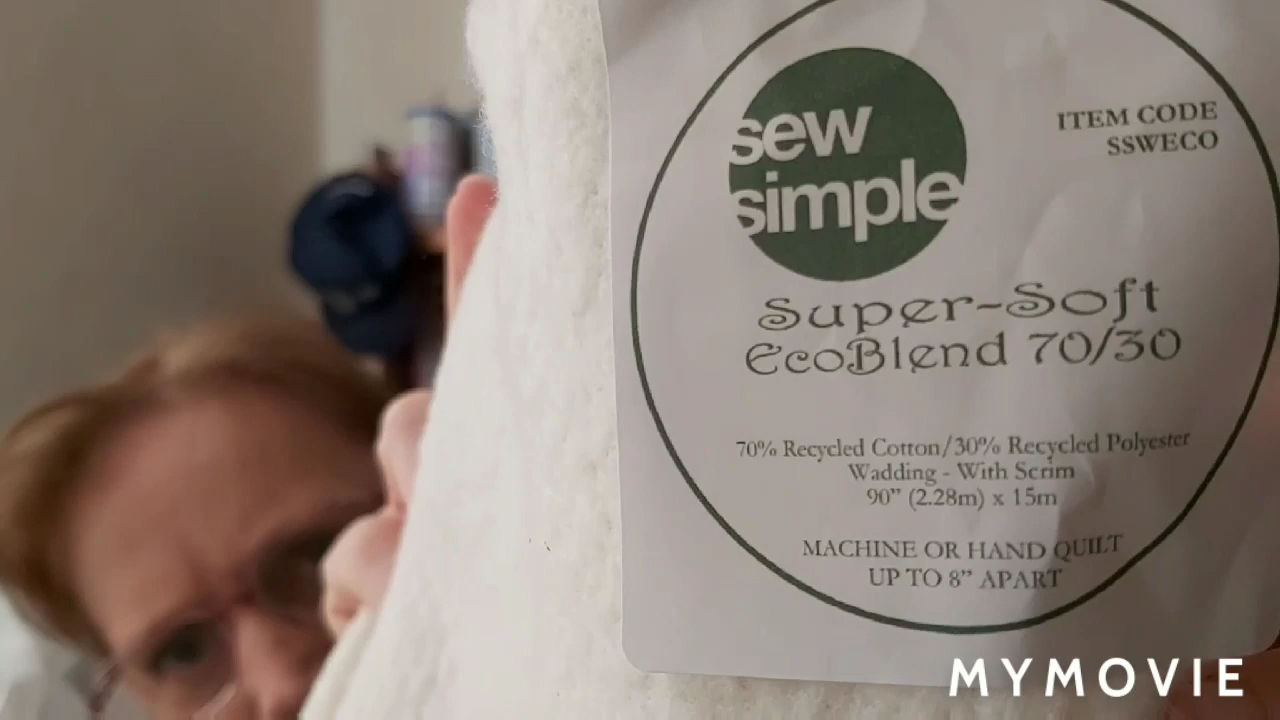 sew
simple
ITEM CODE
SSWECO
Super-Soft
EcoBlend 70/30
70% Recycled Cotton/30% Recycled Polyester
Wadding - With Scrim
90” (2.28m) x 15m
MACHINE OR HAND QUILT
UP TO 8” APART
MYMOVIE